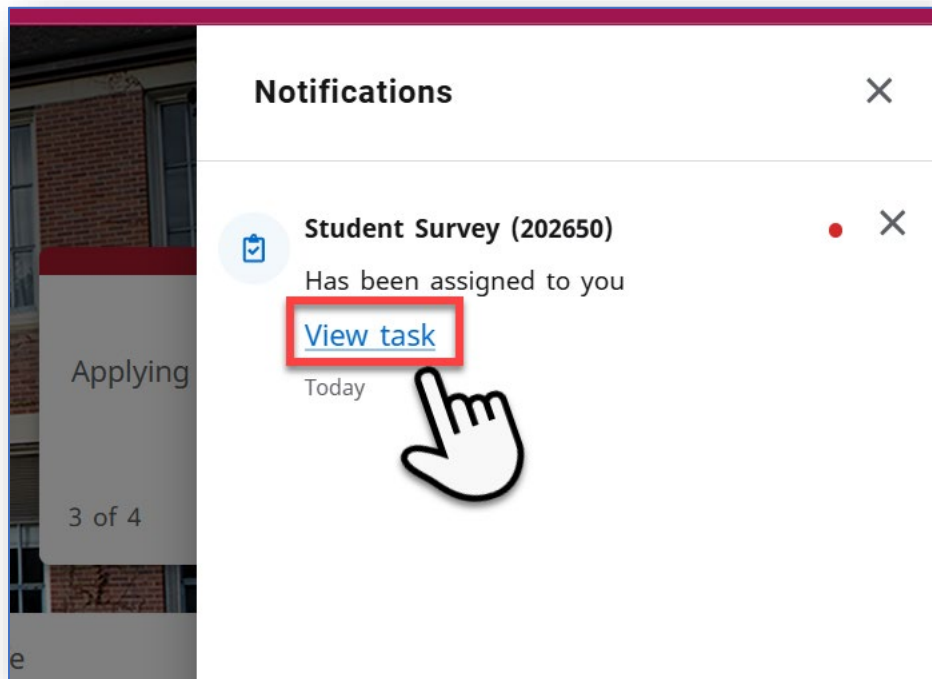 Notifications
Student Survey (202650)
Has been assigned to you
View task
Today
Applying
3 of 4
e